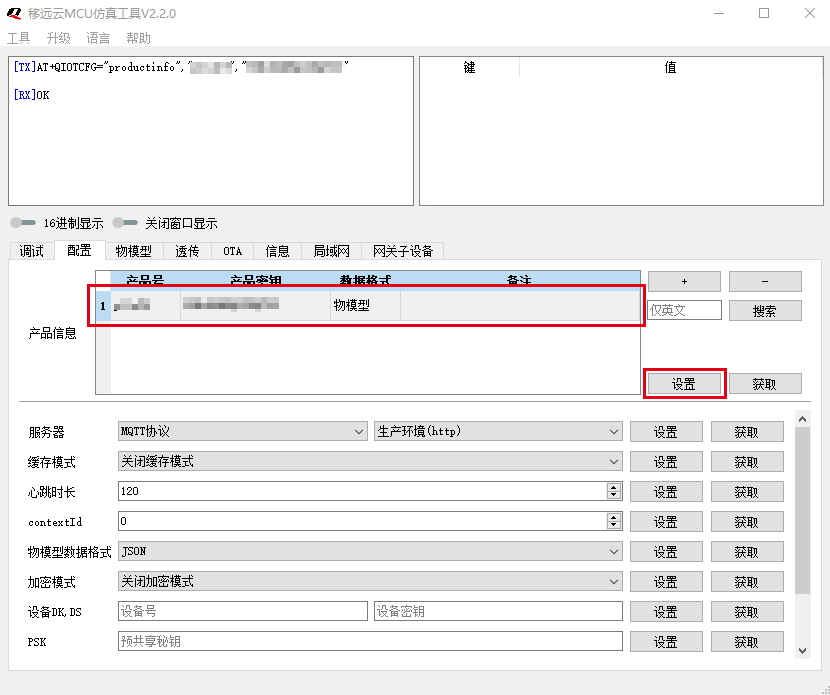 移远云MCU仿真工具V2.2.0
工具 升级 语言 帮助
[TX]AT+QIOTCFG="productinfo","","" 键 值
[RX]OK
16进制显示 关闭窗口显示
调试 配置 物模型 透传 OTA 信息 局域网 网关子设备
产品号 产品密钥 数据格式 备注 + -
1 物模型 仅英文 搜索
产品信息
设置 获取
服务器 MQTT协议 生产环境(http) 设置 获取
缓存模式 关闭缓存模式 设置 获取
心跳时长 120 设置 获取
contextId 0 设置 获取
物模型数据格式 JSON 设置 获取
加密模式 关闭加密模式 设置 获取
设备DK,DS 设备号 设备密钥 设置 获取
PSK 预共享秘钥 设置 获取